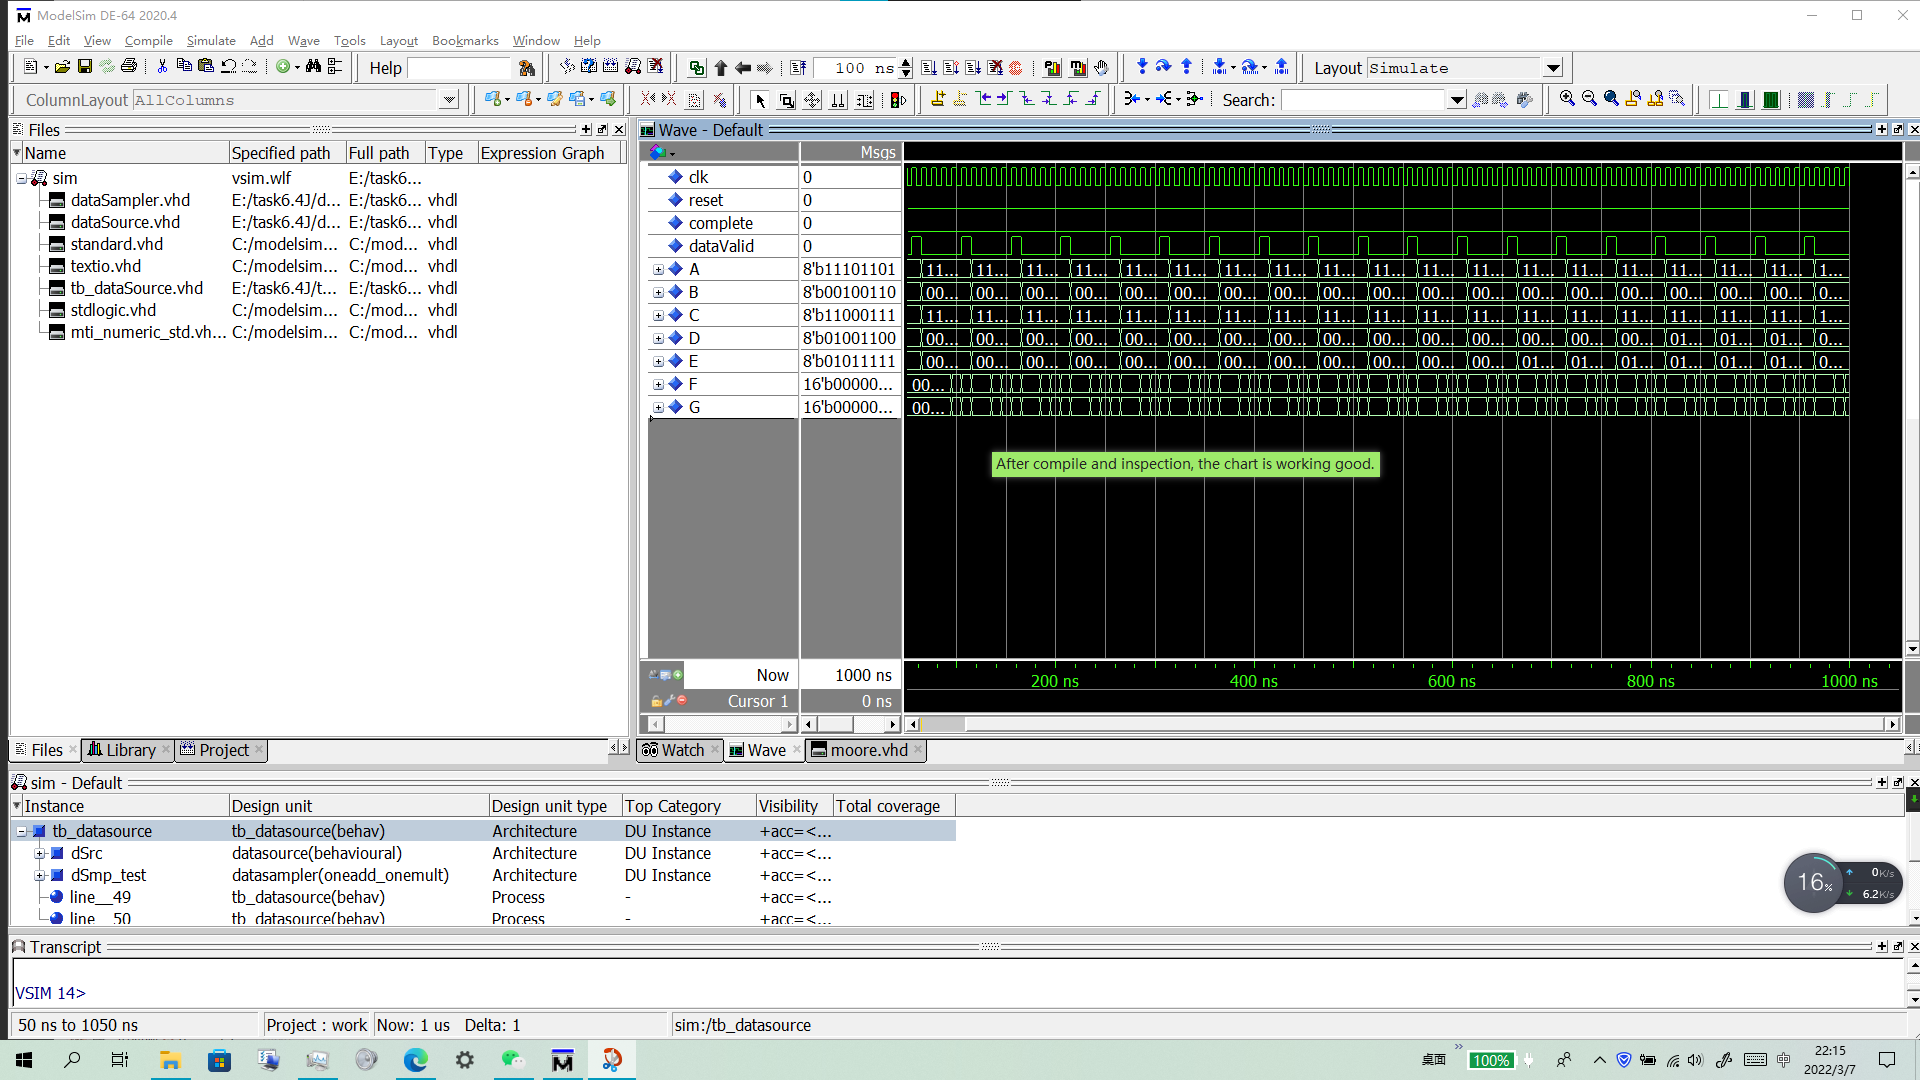 ModelSim DE-64 2020.4
File Edit View Compile Simulate Add Wave Tools Layout Bookmarks Window Help
Help 100 ns Layout Simulate
ColumnLayout AllColumns Search:
Files
Name Specified path Full path Type Expression Graph
sim vsim.wlf E:/task6...
dataSampler.vhd E:/task6.4J/d... E:/task6... vhdl
dataSource.vhd E:/task6.4J/d... E:/task6... vhdl
standard.vhd C:/modelsim... C:/mod... vhdl
textio.vhd C:/modelsim... C:/mod... vhdl
tb_dataSource.vhd E:/task6.4J/t... E:/task6... vhdl
stdlogic.vhd C:/modelsim... C:/mod... vhdl
mti_numeric_std.vh... C:/modelsim... C:/mod... vhdl
Files Library Project
Wave - Default
Msgs
clk 0
reset 0
complete 0
dataValid 0
A 8'b11101101 11... 11... 11... 11... 11... 11... 11... 11... 11... 11... 11... 11... 11... 11... 11... 11... 11... 11... 1...
B 8'b00100110 00... 00... 00... 00... 00... 00... 00... 00... 00... 00... 00... 00... 00... 00... 00... 00... 00... 00... 0...
C 8'b11000111 11... 11... 11... 11... 11... 11... 11... 11... 11... 11... 11... 11... 11... 11... 11... 11... 11... 11... 1...
D 8'b01001100 00... 00... 00... 00... 00... 00... 00... 00... 00... 00... 00... 00... 00... 00... 00... 01... 01... 01... 0...
E 8'b01011111 00... 00... 00... 00... 00... 00... 00... 00... 00... 00... 00... 00... 01... 01... 01... 01... 01... 01... 0...
F 16'b00000... 00...
G 16'b00000... 00...
After compile and inspection, the chart is working good.
Now 1000 ns 200 ns 400 ns 600 ns 800 ns 1000 ns
Cursor 1 0 ns
Watch Wave moore.vhd
sim - Default
Instance Design unit Design unit type Top Category Visibility Total coverage
tb_datasource tb_datasource(behav) Architecture DU Instance +acc=<...
dSrc datasource(behavioural) Architecture DU Instance +acc=<...
dSmp_test datasampler(oneadd_onemult) Architecture DU Instance +acc=<...
line__49 tb_datasource(behav) Process - +acc=<...
line__50 tb_datasource(behav) Process - +acc=<...
16% 0K/s
6.2K/s
Transcript
VSIM 14>
50 ns to 1050 ns Project : work Now: 1 us Delta: 1 sim:/tb_datasource
桌面 100% 中 22:15
2022/3/7